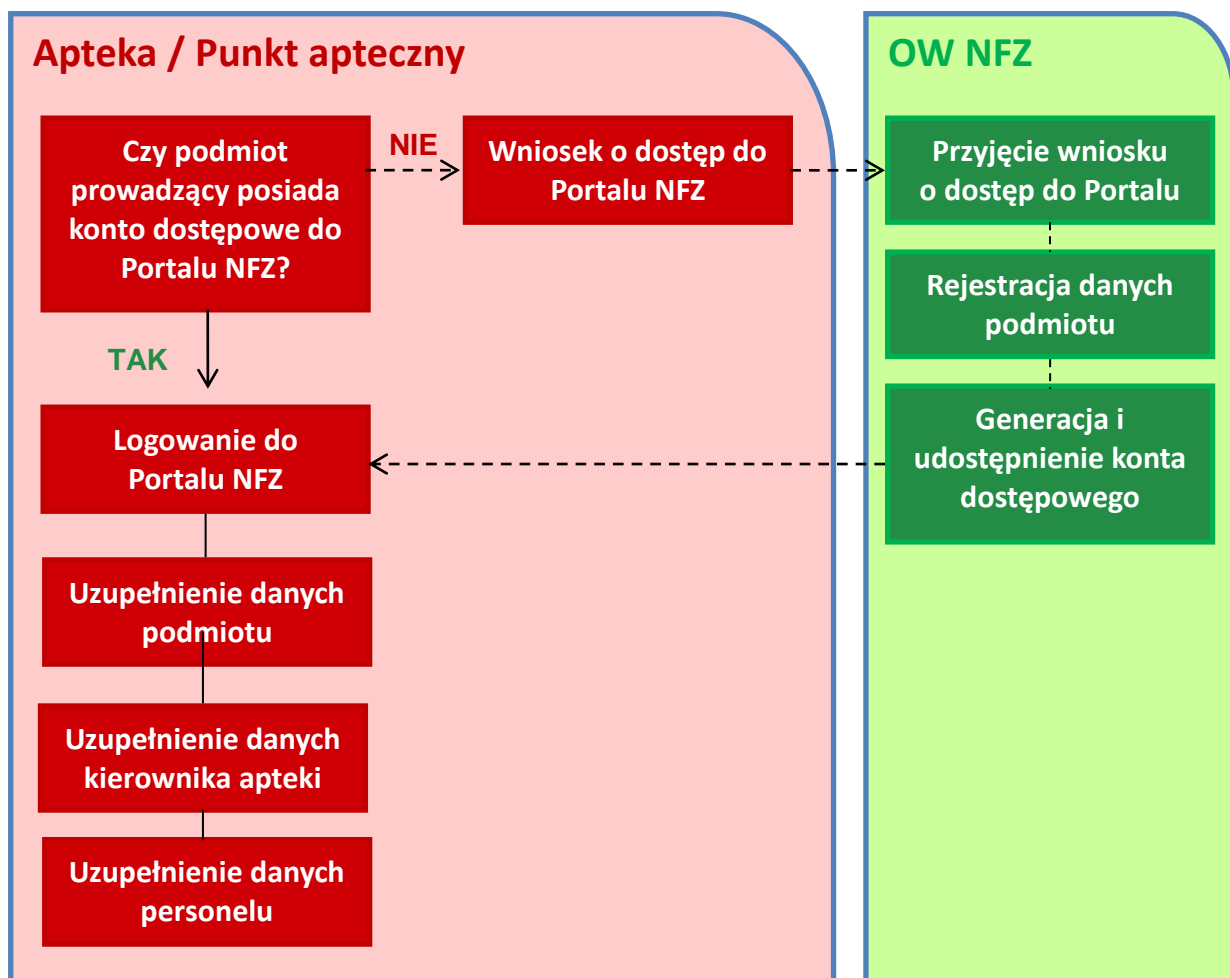 Apteka / Punkt apteczny
Czy podmiot
prowadzący posiada
konto dostępowe do
Portalu NFZ?
NIE
Wniosek o dostęp do
Portalu NFZ
TAK
Logowanie do
Portalu NFZ
Uzupełnienie danych
podmiotu
Uzupełnienie danych
kierownika apteki
Uzupełnienie danych
personelu
OW NFZ
Przyjęcie wniosku
o dostęp do Portalu
Rejestracja danych
podmiotu
Generacja i
udostępnienie konta
dostępowego